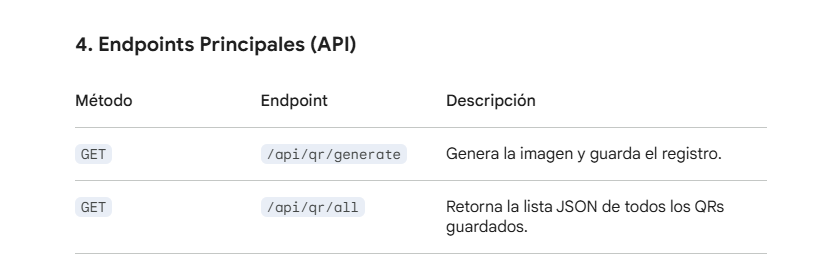 4. Endpoints Principales (API)
Método Endpoint Descripción
GET /api/qr/generate Genera la imagen y guarda el registro.
GET /api/qr/all Retorna la lista JSON de todos los QRs
guardados.